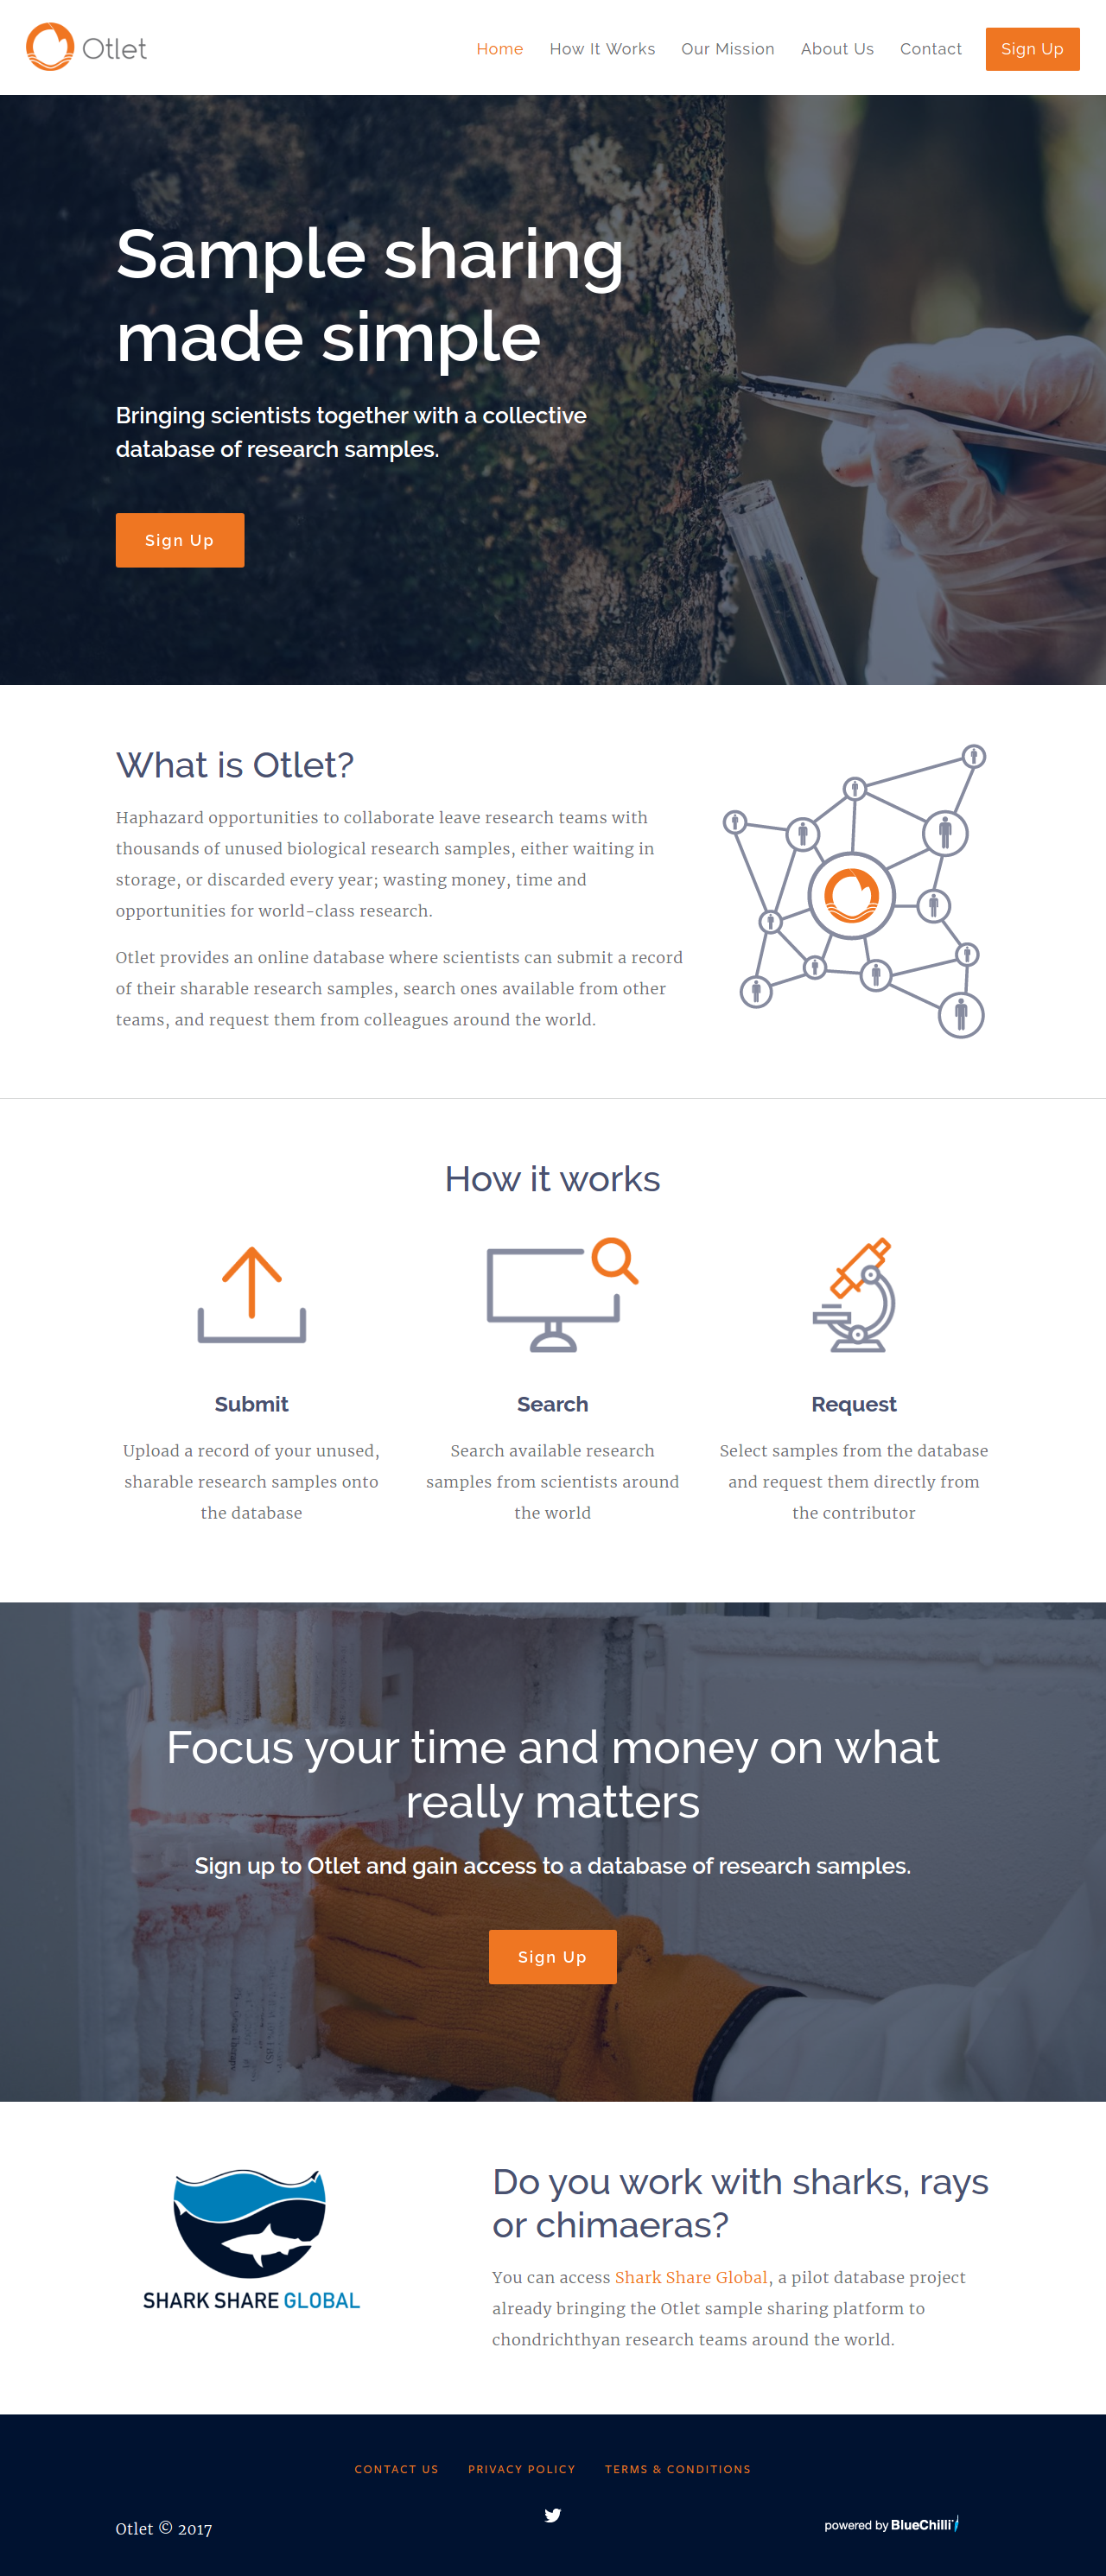 Otlet
Home How It Works Our Mission About Us Contact Sign Up
Sample sharing
made simple
Bringing scientists together with a collective
database of research samples.
Sign Up
What is Otlet?
Haphazard opportunities to collaborate leave research teams with
thousands of unused biological research samples, either waiting in
storage, or discarded every year; wasting money, time and
opportunities for world-class research.
Otlet provides an online database where scientists can submit a record
of their sharable research samples, search ones available from other
teams, and request them from colleagues around the world.
How it works
Submit
Upload a record of your unused,
sharable research samples onto
the database
Search
Search available research
samples from scientists around
the world
Request
Select samples from the database
and request them directly from
the contributor
Focus your time and money on what
really matters
Sign up to Otlet and gain access to a database of research samples.
Sign Up
SHARK SHARE GLOBAL
Do you work with sharks, rays
or chimaeras?
You can access Shark Share Global, a pilot database project
already bringing the Otlet sample sharing platform to
chondrichthyan research teams around the world.
CONTACT US PRIVACY POLICY TERMS & CONDITIONS
Otlet © 2017
powered by BlueChilli